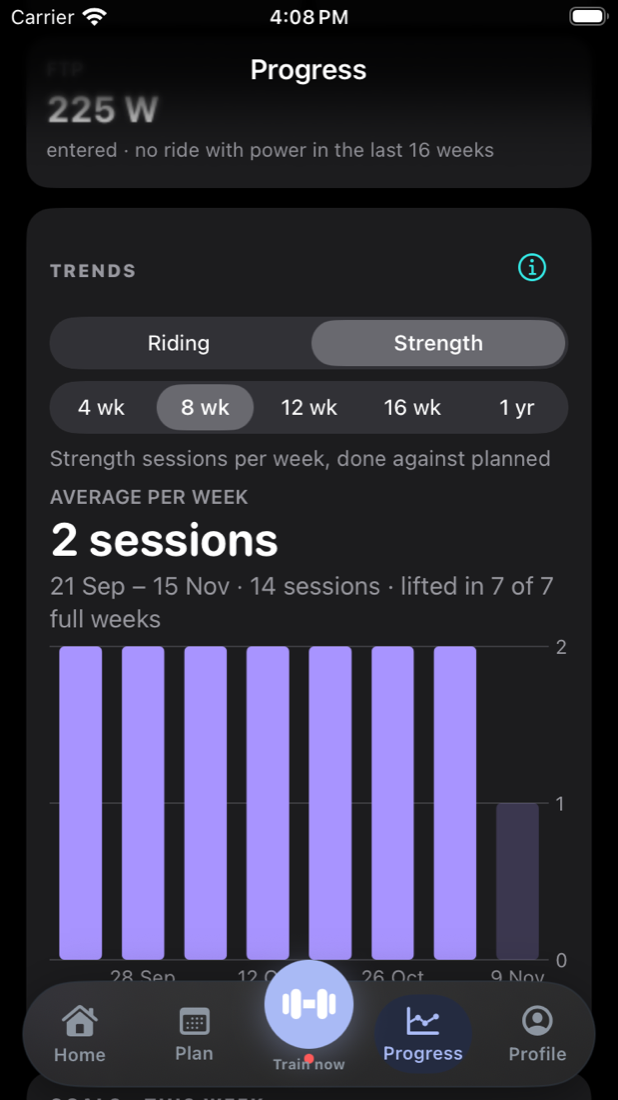 Carrier
4:08 PM
Progress
FTP
225 W
entered · no ride with power in the last 16 weeks
TRENDS
Riding
Strength
4 wk
8 wk
12 wk
16 wk
1 yr
Strength sessions per week, done against planned
AVERAGE PER WEEK
2 sessions
21 Sep – 15 Nov · 14 sessions · lifted in 7 of 7
full weeks
2
1
0
28 Sep
26 Oct
9 Nov
Home
Plan
Train now
Progress
Profile